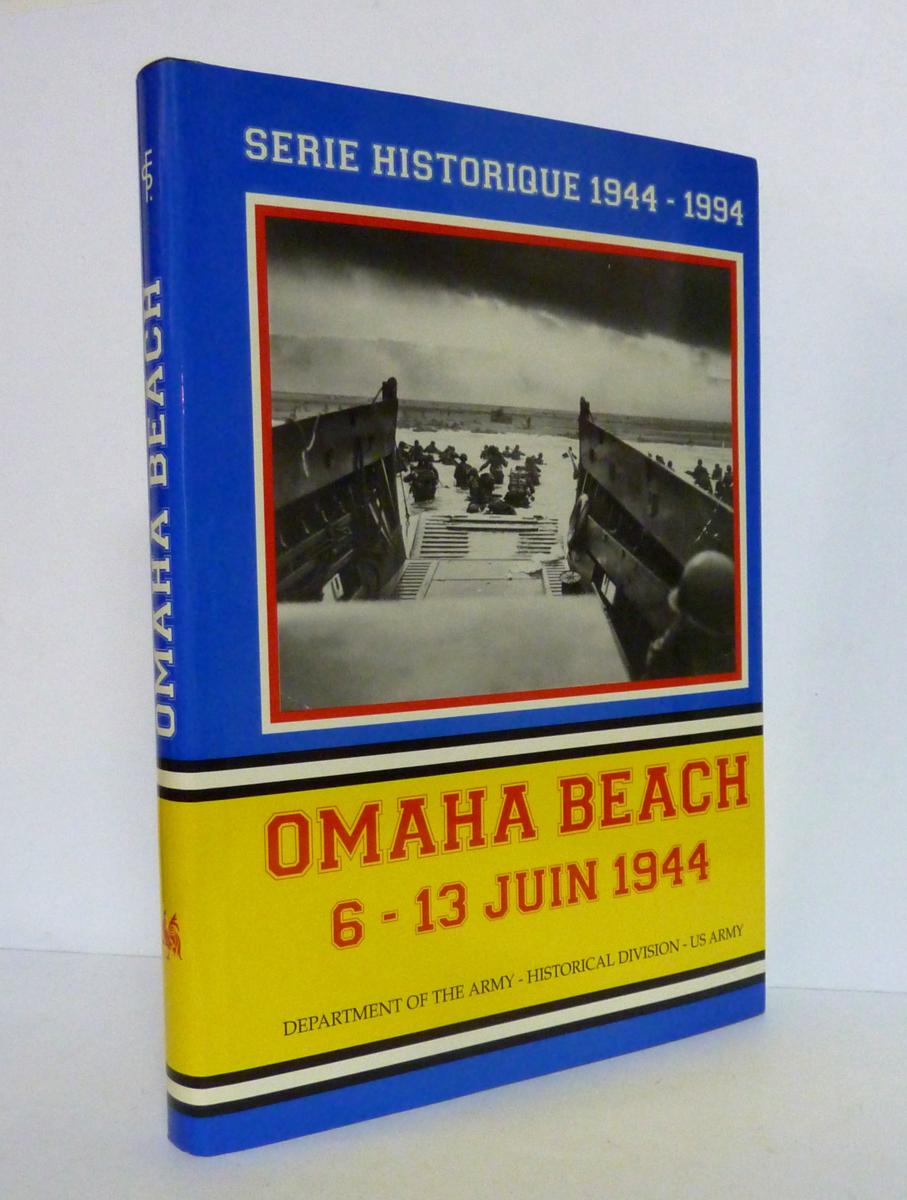 SERIE HISTORIQUE 1944 - 1994
OMAHA BEACH
6 - 13 JUIN 1944
DEPARTMENT OF THE ARMY - HISTORICAL DIVISION - US ARMY
OMAHA BEACH